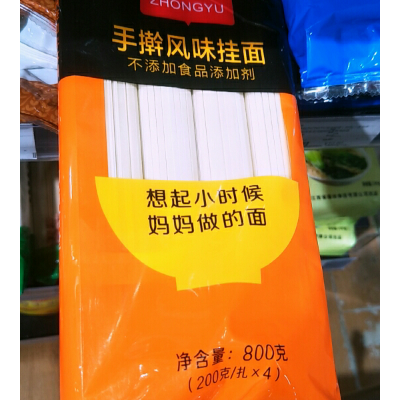 ZHONGYU
手擀风味挂面
不添加食品添加剂
想起小时候
妈妈做的面
净含量：800克
（200克/扎×4）